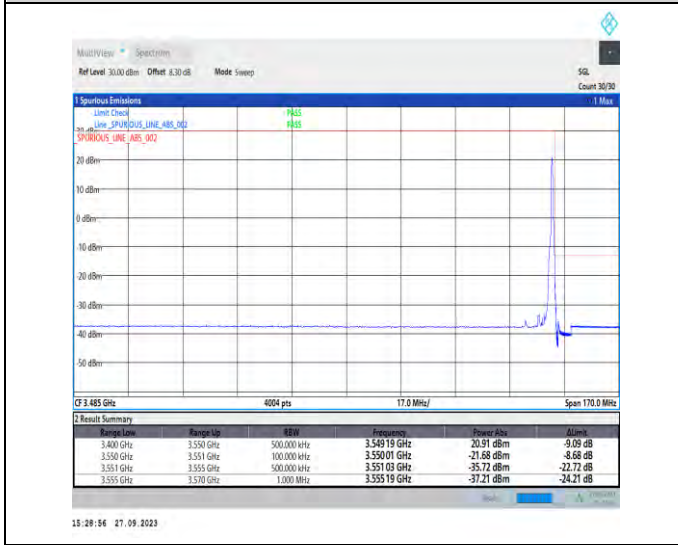 MultiView Spectrum
Ref Level 30.00 dBm Offset 8.30 dB Mode Sweep SGL
Count 30/30
1 Spurious Emissions 1 Max
Limit Check PASS
Line _SPURIOUS_LINE_ABS_002 PASS
_SPURIOUS_LINE_ABS_002
20 dBm
10 dBm
0 dBm
-10 dBm
-20 dBm
-30 dBm
-40 dBm
-50 dBm
CF 3.485 GHz 4004 pts 17.0 MHz/ Span 170.0 MHz
2 Result Summary
Range Low Range Up RBW Frequency Power Abs ΔLimit
3.400 GHz 3.550 GHz 500.000 kHz 3.549 19 GHz 20.91 dBm -9.09 dB
3.550 GHz 3.551 GHz 100.000 kHz 3.550 01 GHz -21.68 dBm -8.68 dB
3.551 GHz 3.555 GHz 500.000 kHz 3.551 03 GHz -35.72 dBm -22.72 dB
3.555 GHz 3.570 GHz 1.000 MHz 3.555 19 GHz -37.21 dBm -24.21 dB
15:28:56 27.09.2023